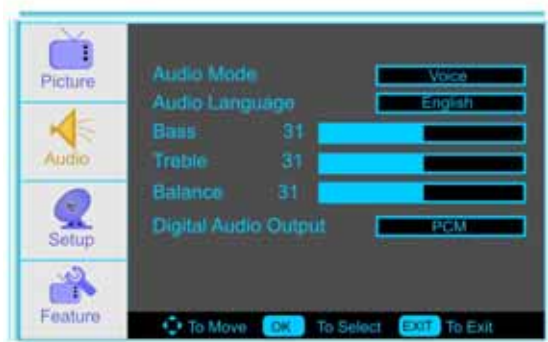 Picture
Audio
Setup
Feature
Audio Mode Voice
Audio Language English
Bass 31
Treble 31
Balance 31
Digital Audio Output PCM
To Move OK To Select EXIT To Exit